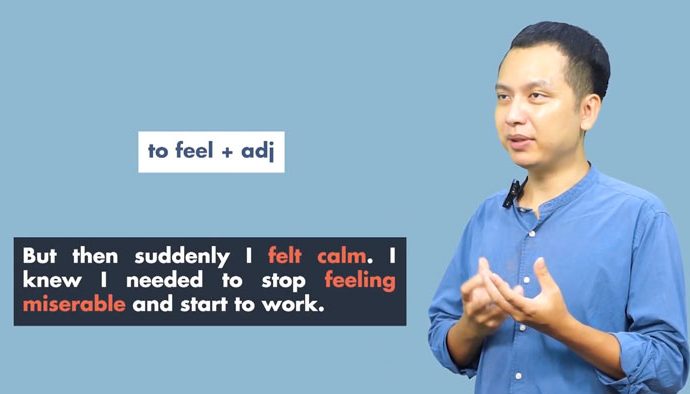 to feel + adj
But then suddenly I felt calm. I
knew I needed to stop feeling
miserable and start to work.